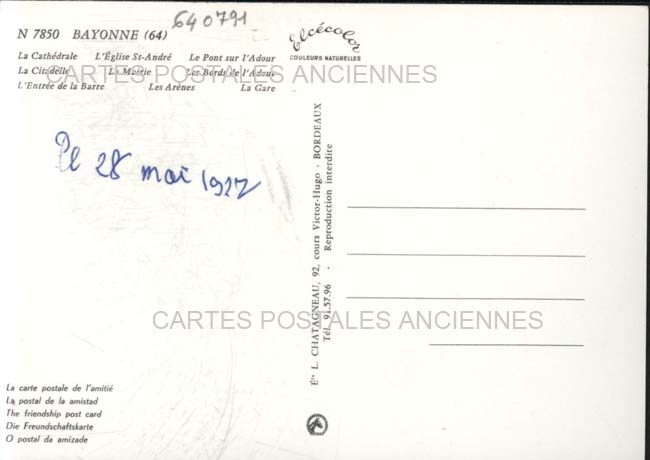 640791
N 7850 BAYONNE (64)
La Cathédrale L'Église St-André Le Pont sur l'Adour
La Citadelle La Mairie Les Bords de l'Adour
L'Entrée de la Barre Les Arènes La Gare
Elcécolor
COULEURS NATURELLES
CARTES POSTALES ANCIENNES
Le 28 mai 1977
Éts L. CHATAGNEAU, 92, cours Victor-Hugo - BORDEAUX
Tél. 91.57.96 - Reproduction interdite
CARTES POSTALES ANCIENNES
La carte postale de l'amitié
La postal de la amistad
The friendship post card
Die Freundschaftskarte
O postal da amizade